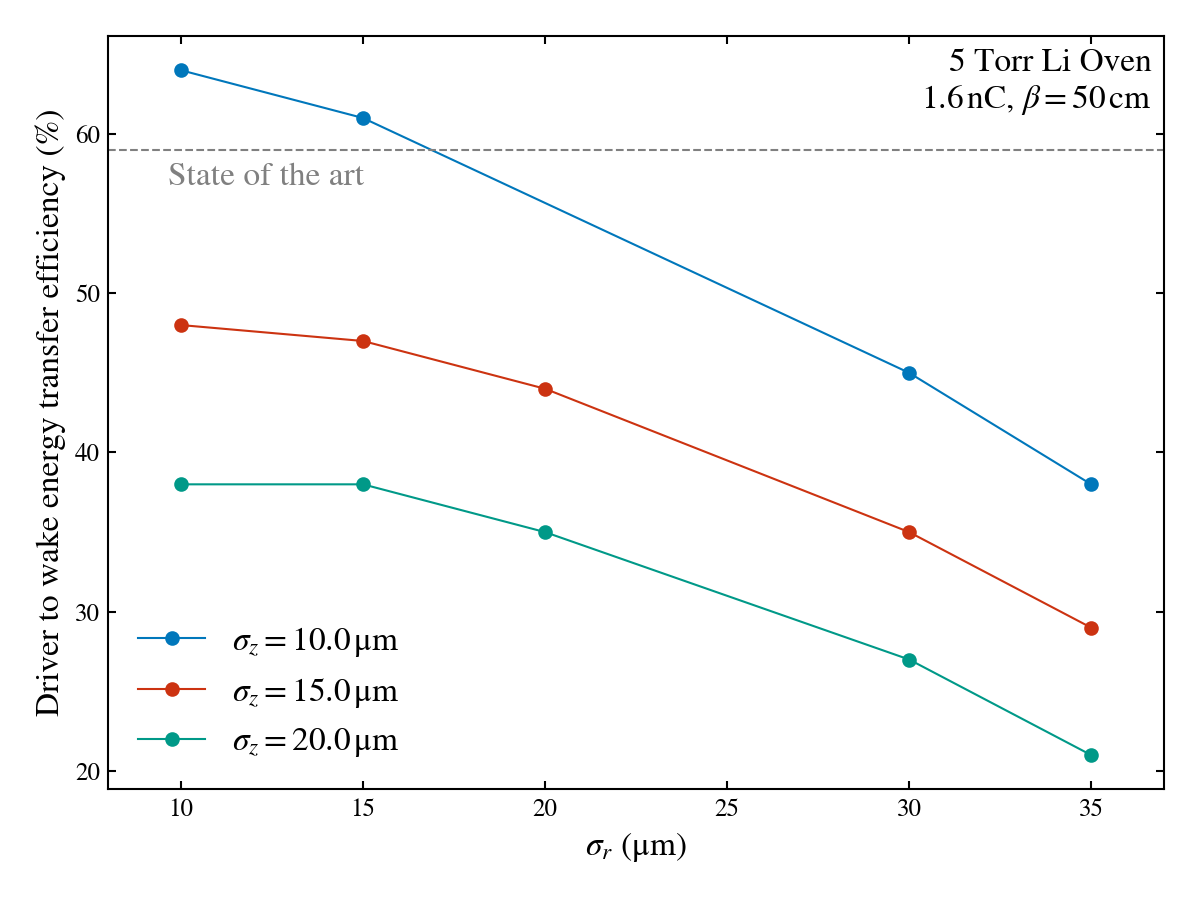 5 Torr Li Oven
1.6 nC, β = 50 cm
State of the art
Driver to wake energy transfer efficiency (%)
60
50
40
30
20
σz = 10.0 µm
σz = 15.0 µm
σz = 20.0 µm
10 15 20 25 30 35
σr (µm)